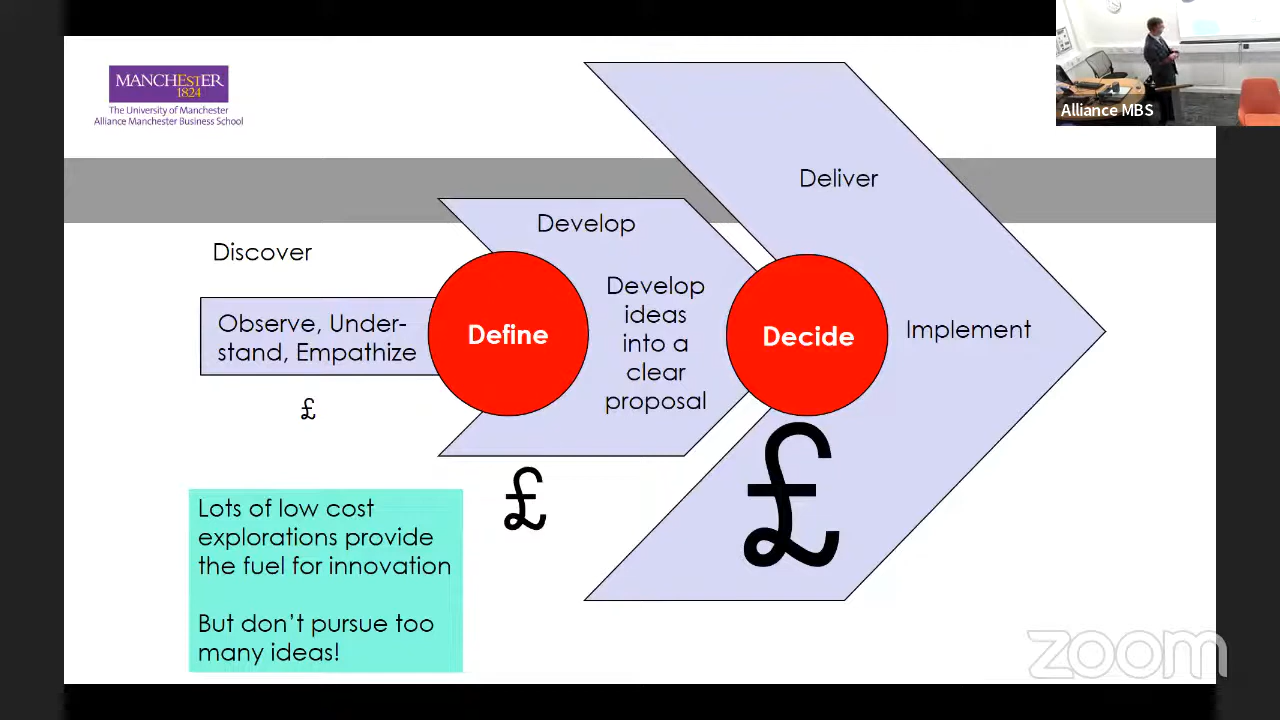 MANCHESTER
1824
The University of Manchester
Alliance Manchester Business School
Alliance MBS
Deliver
Develop
Discover
Observe, Under-
stand, Empathize
Define
Develop
ideas
into a
clear
proposal
Decide
Implement
£
£
£
Lots of low cost
explorations provide
the fuel for innovation
But don't pursue too
many ideas!
zoom